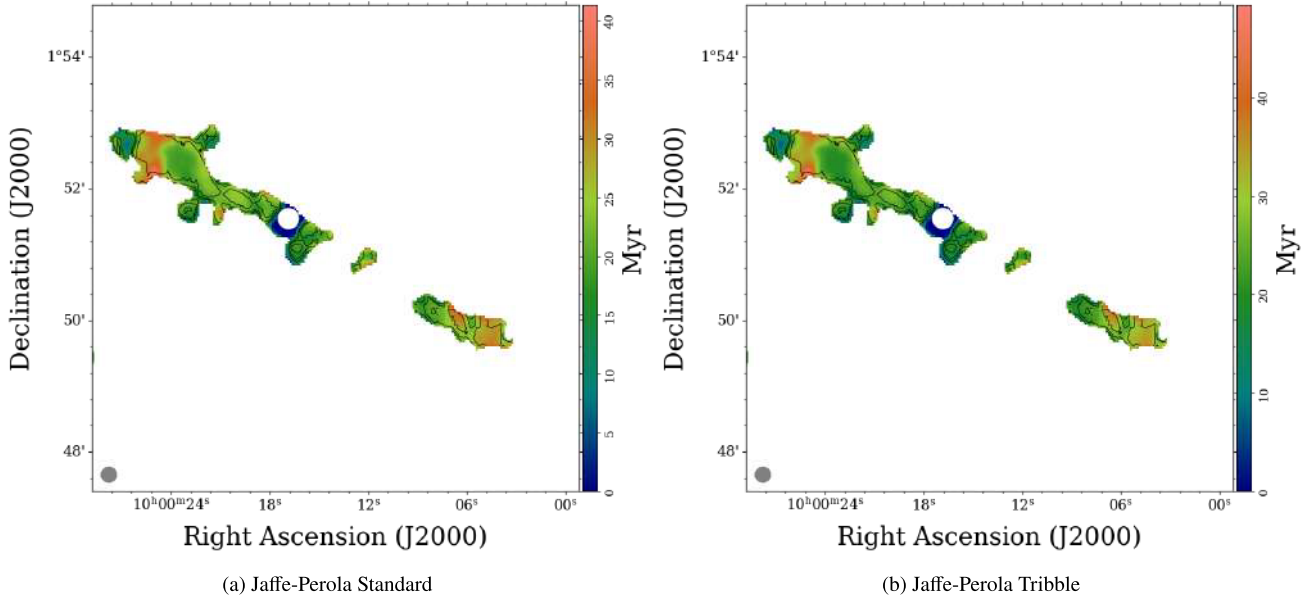 1°54'
52'
50'
48'
Declination (J2000)
10ʰ00ᵐ24ˢ
18ˢ
12ˢ
06ˢ
00ˢ
Right Ascension (J2000)
40
35
30
25
20
15
10
5
0
Myr
(a) Jaffe-Perola Standard
1°54'
52'
50'
48'
Declination (J2000)
10ʰ00ᵐ24ˢ
18ˢ
12ˢ
06ˢ
00ˢ
Right Ascension (J2000)
40
30
20
10
0
Myr
(b) Jaffe-Perola Tribble